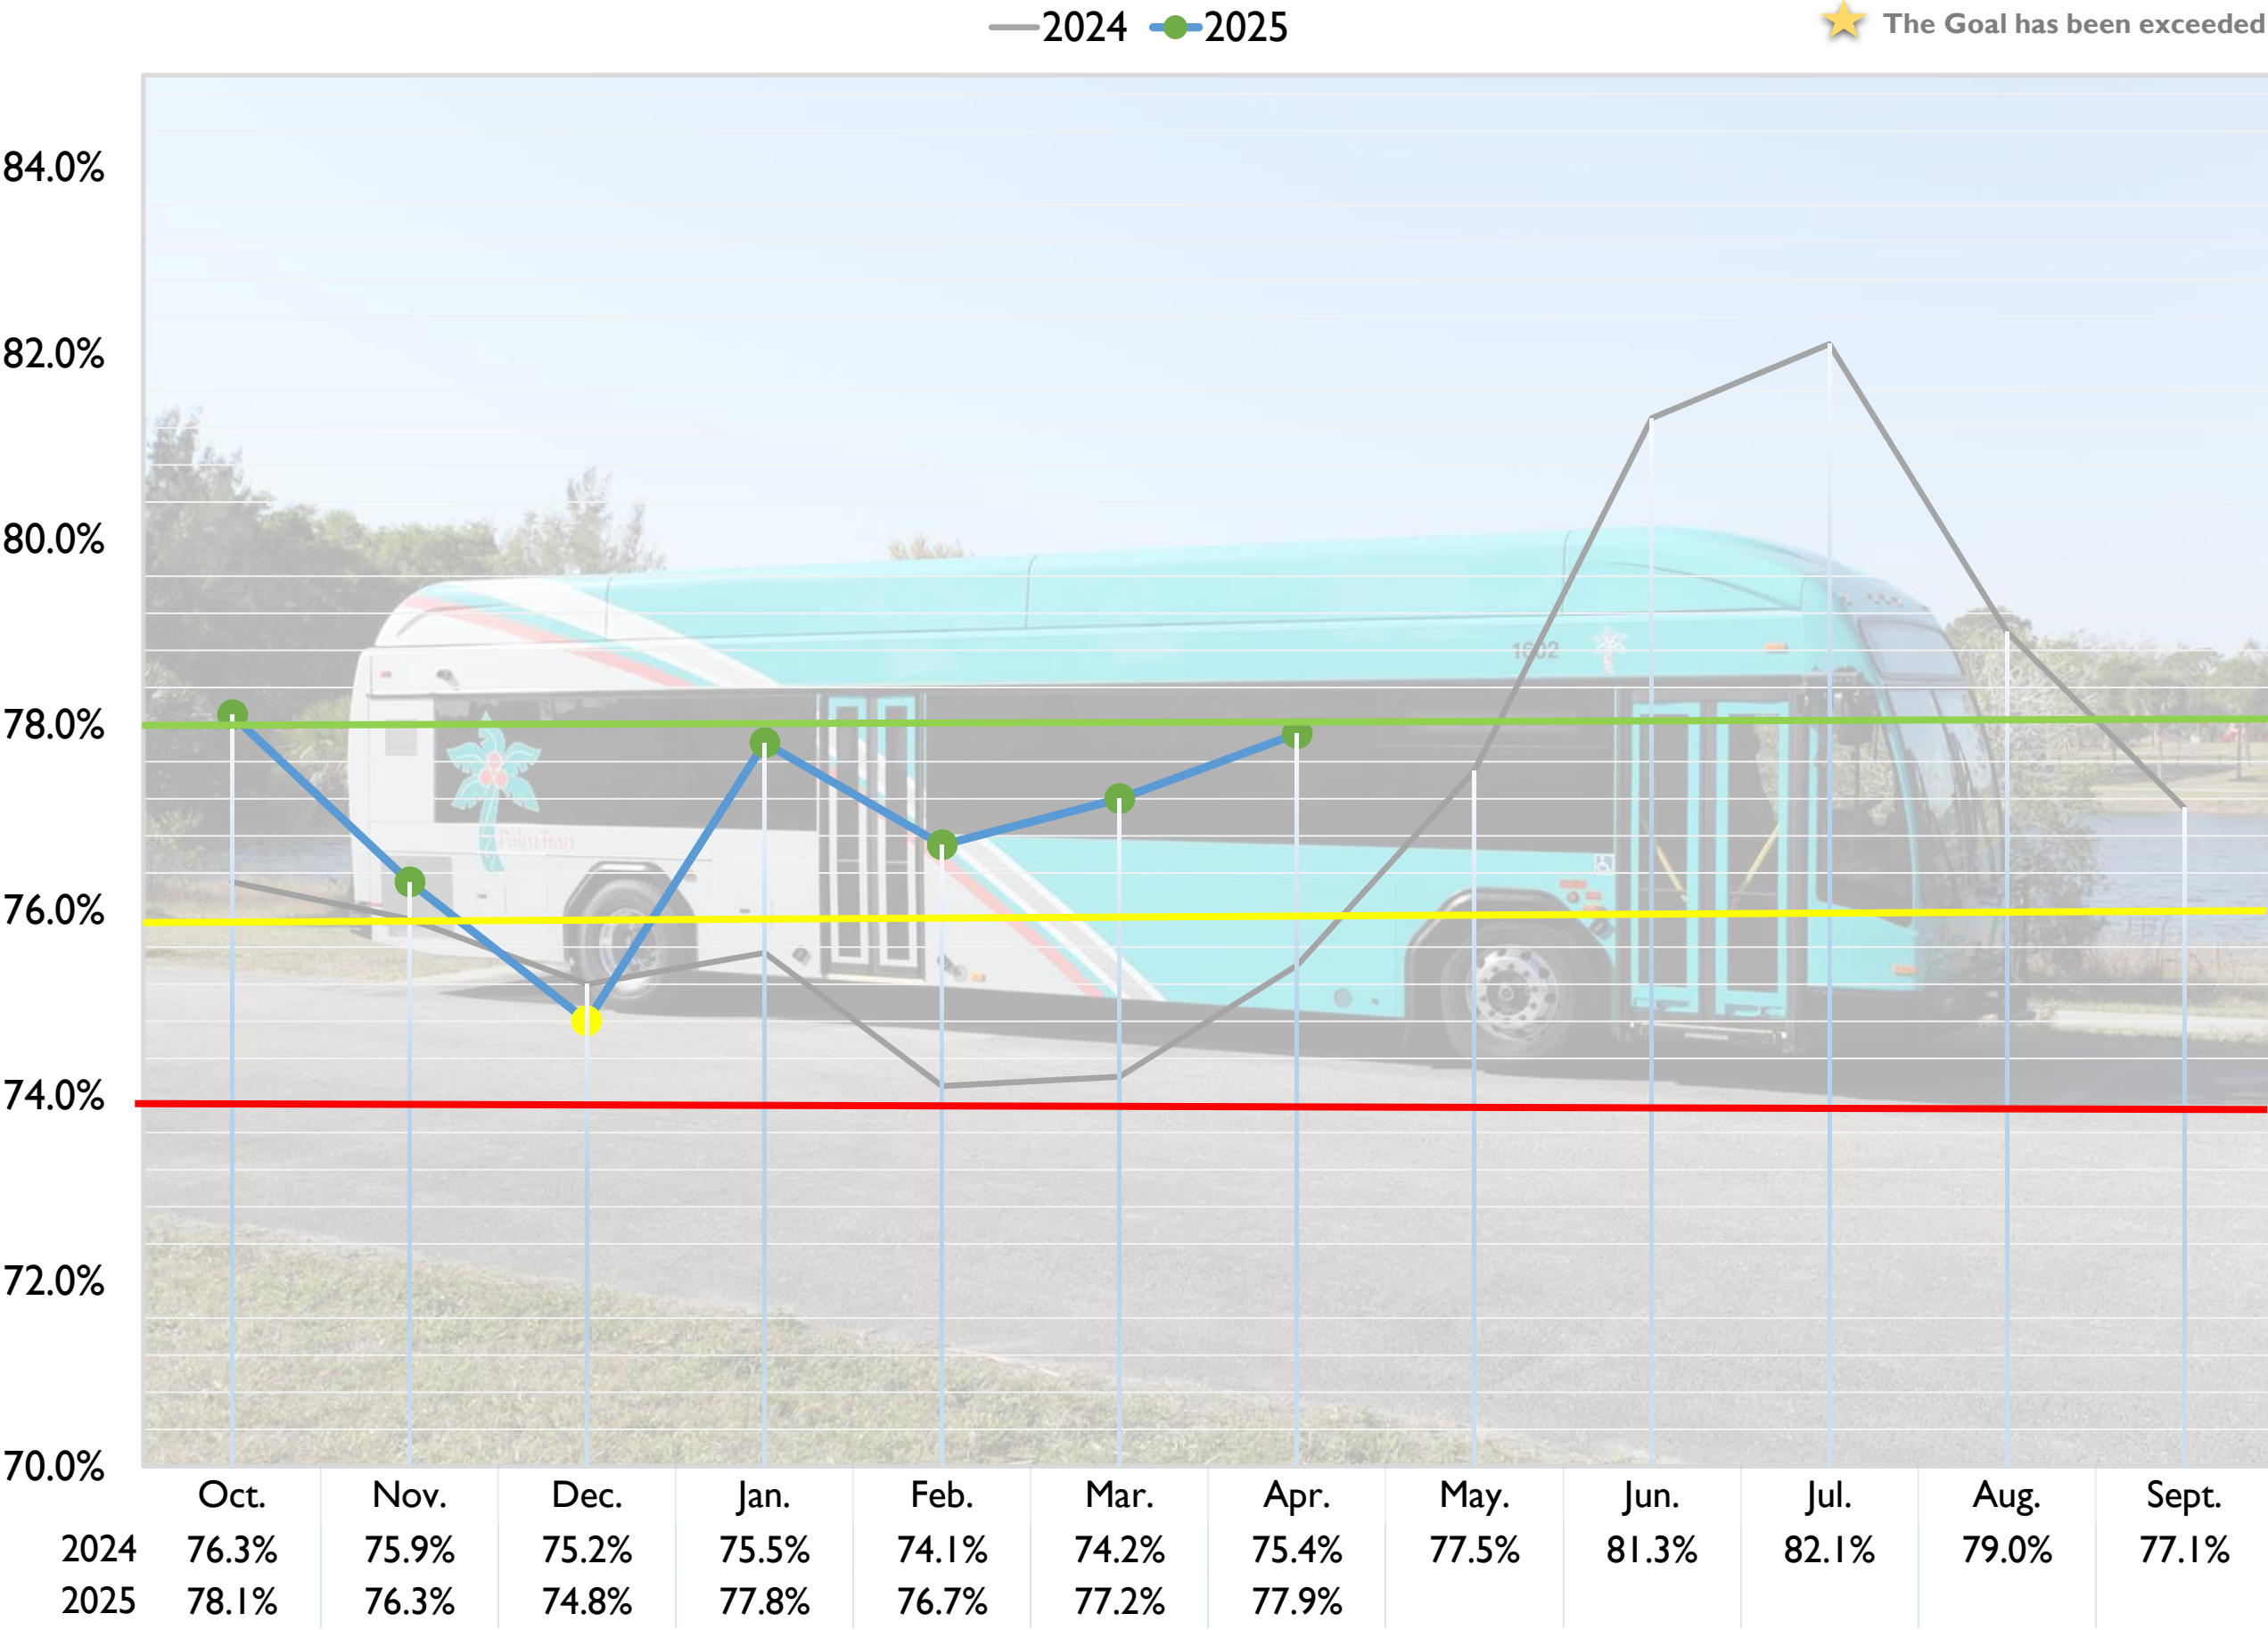 2024 2025
The Goal has been exceeded
84.0%
82.0%
80.0%
1602
78.0%
Palm Tran
76.0%
74.0%
72.0%
70.0%
Oct. Nov. Dec. Jan. Feb. Mar. Apr. May. Jun. Jul. Aug. Sept.
2024 76.3% 75.9% 75.2% 75.5% 74.1% 74.2% 75.4% 77.5% 81.3% 82.1% 79.0% 77.1%
2025 78.1% 76.3% 74.8% 77.8% 76.7% 77.2% 77.9%